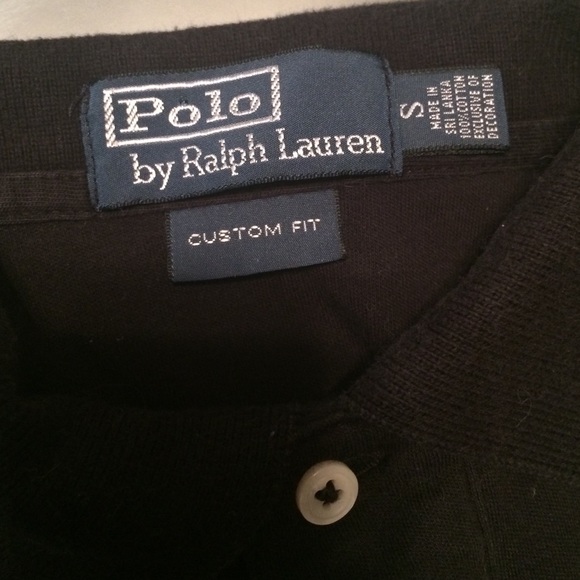 Polo
by Ralph Lauren
S
MADE IN
SRI LANKA
100% COTTON
EXCLUSIVE OF
DECORATION
CUSTOM FIT